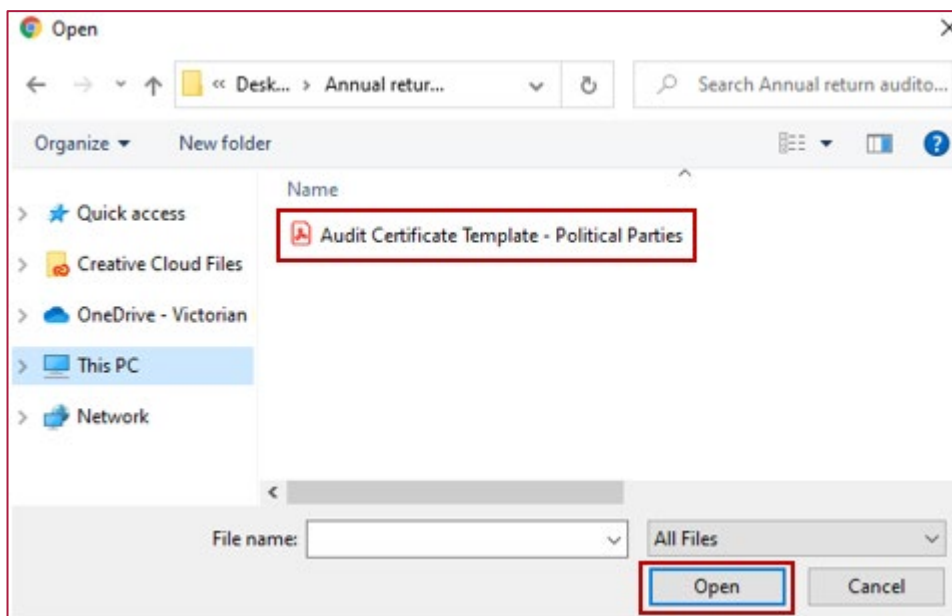 Open
« Desk... › Annual retur...
Search Annual return audito...
Organize
New folder
Name
Quick access
Creative Cloud Files
OneDrive - Victorian
This PC
Network
Audit Certificate Template - Political Parties
File name:
All Files
Open
Cancel